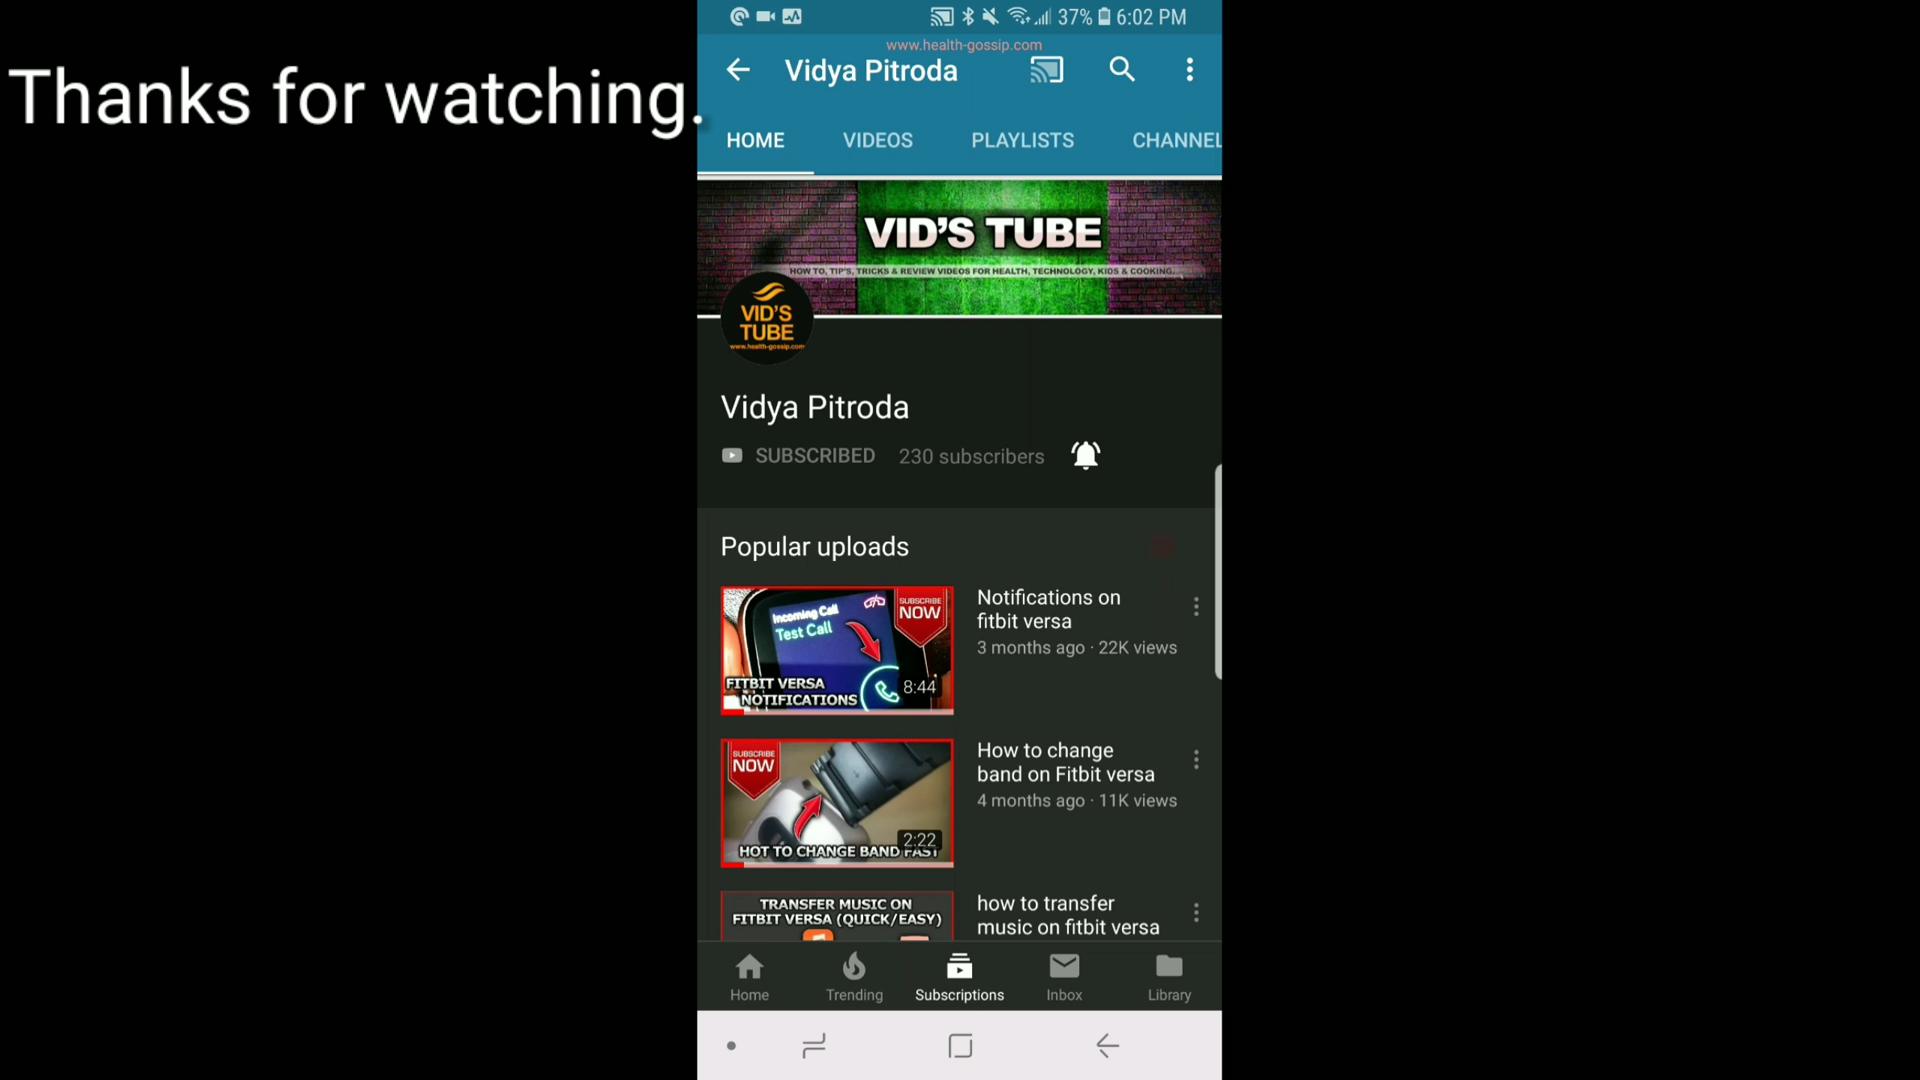 Thanks for watching.
37% 6:02 PM
www.health-gossip.com
Vidya Pitroda
HOME VIDEOS PLAYLISTS CHANNEL
VID'S TUBE
HOW TO, TIP'S, TRICKS & REVIEW VIDEOS FOR HEALTH, TECHNOLOGY, KIDS & COOKING...
VID'S
TUBE
www.health-gossip.com
Vidya Pitroda
SUBSCRIBED 230 subscribers
Popular uploads
Incoming Call
Test Call
SUBSCRIBE
NOW
FITBIT VERSA
NOTIFICATIONS
8:44
Notifications on
fitbit versa
3 months ago · 22K views
SUBSCRIBE
NOW
2:22
HOT TO CHANGE BAND FAST
How to change
band on Fitbit versa
4 months ago · 11K views
TRANSFER MUSIC ON
FITBIT VERSA (QUICK/EASY)
how to transfer
music on fitbit versa
Home Trending Subscriptions Inbox Library